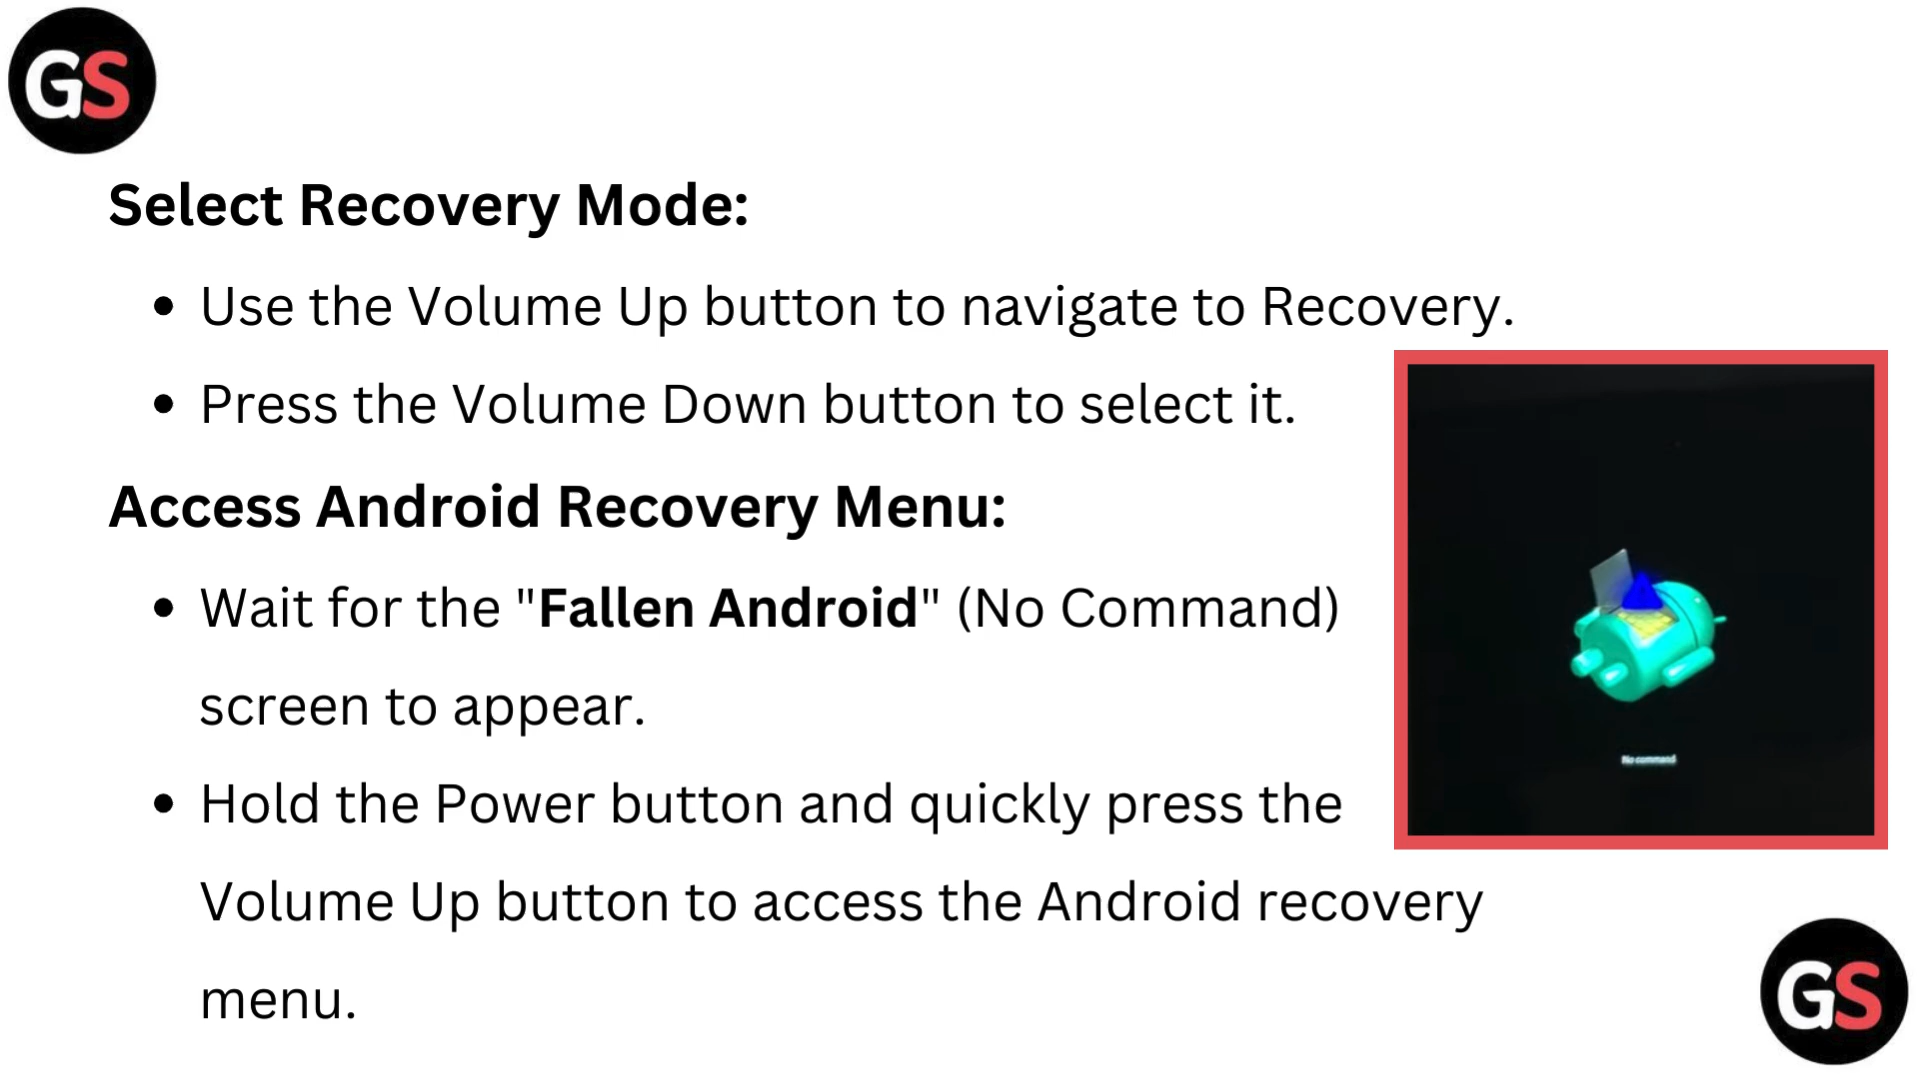 GS
Select Recovery Mode:
• Use the Volume Up button to navigate to Recovery.
• Press the Volume Down button to select it.
Access Android Recovery Menu:
• Wait for the "Fallen Android" (No Command)
screen to appear.
• Hold the Power button and quickly press the
Volume Up button to access the Android recovery
menu.
No command
GS